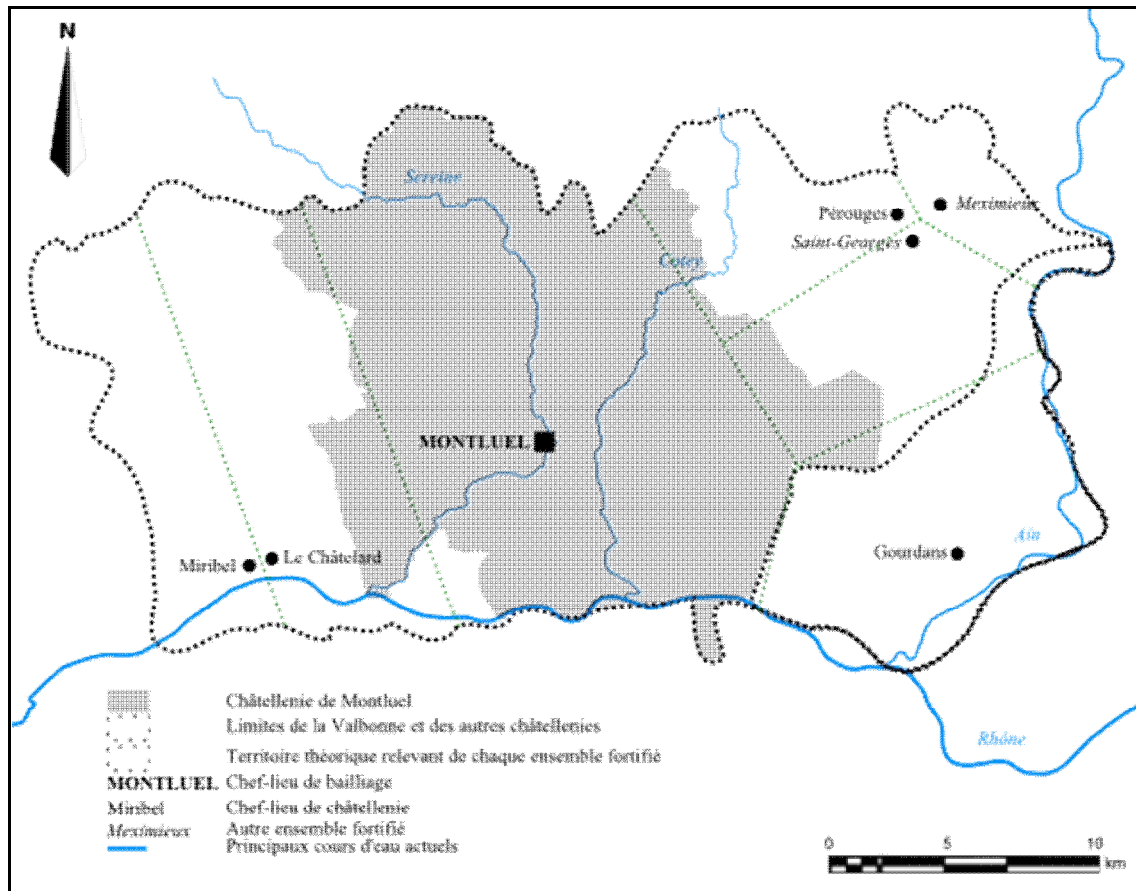 N
Sereine
Pérouges
Meximieux
Saint-Georges
Cotey
MONTLUEL
Miribel
Le Châtelard
Gourdans
Ain
Rhône
Châtellenie de Montluel
Limites de la Valbonne et des autres châtellenies
Territoire théorique relevant de chaque ensemble fortifié
MONTLUEL Chef-lieu de bailliage
Miribel Chef-lieu de châtellenie
Meximieux Autre ensemble fortifié
Principaux cours d'eau actuels
0 5 10
km